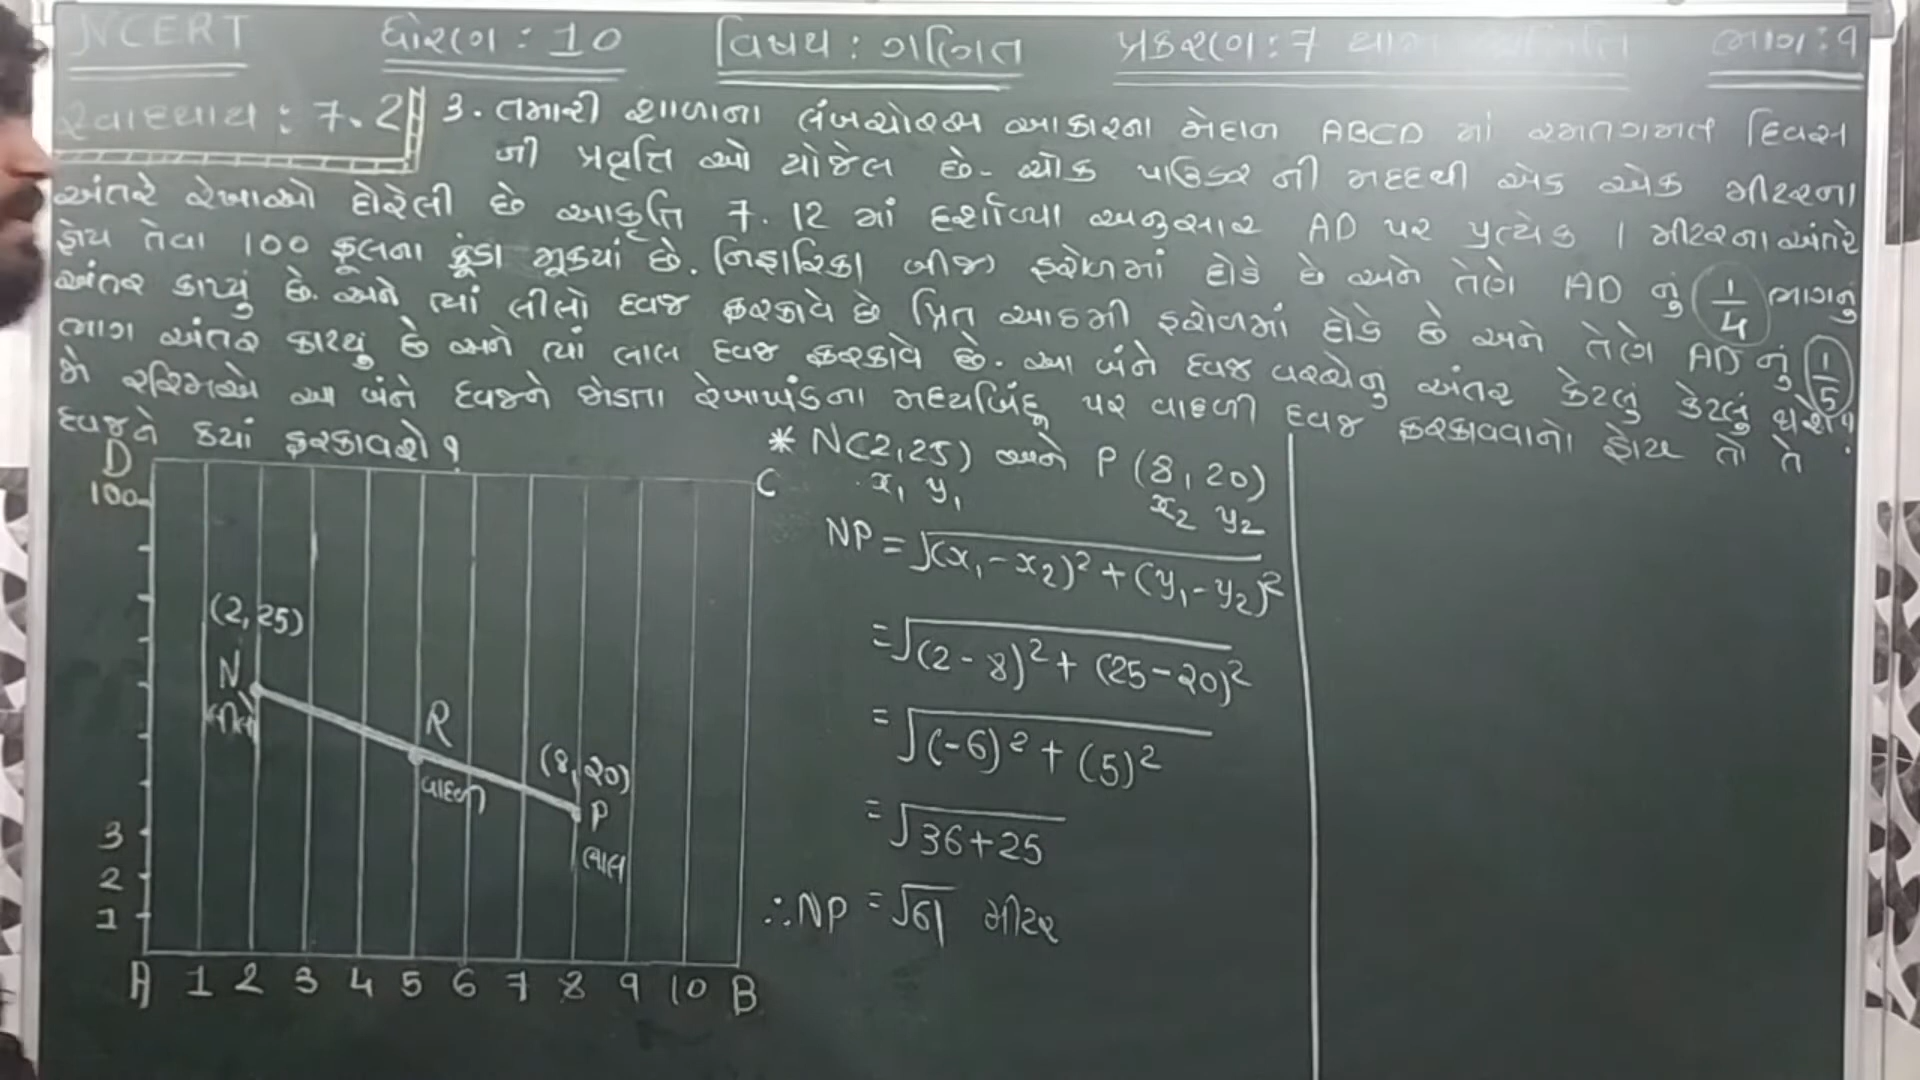 NCERT ધોરણ : 10 વિષય : ગણિત પ્રકરણ : 7 યામ ભાગ : 9
સ્વાધ્યાય : 7.2
3. તમારી શાળાના લંબચોરસ આકારના મેદાન ABCD માં રમતગમત દિવસ
ની પ્રવૃત્તિ ઓ યોજેલ છે- ચોક પાઉડર ની મદદથી એક એક મીટરના
અંતરે રેખાઓ દોરેલી છે આકૃતિ 7.12 માં દર્શાવ્યા અનુસાર AD પર પ્રત્યેક 1 મીટરના અંતરે
હોય તેવા 100 ફૂલના કૂંડા મૂક્યાં છે. નિહારિકા બીજી હરોળમાં દોડે છે અને તેણે AD નું 1/4 ભાગનું
અંતર કાપ્યું છે. અને ત્યાં લીલો ધ્વજ ફરકાવે છે પ્રિત આઠમી હરોળમાં દોડે છે અને તેણે AD નું 1/5
ભાગ અંતર કાપ્યું છે અને ત્યાં લાલ ધ્વજ ફરકાવે છે. આ બંને ધ્વજ વચ્ચેનું અંતર કેટલું કેટલું થશે?
જો રશ્મિએ આ બંને ધ્વજને જોડતા રેખાખંડના મધ્યબિંદુ પર વાદળી ધ્વજ ફરકાવવાનો હોય તો તે
ધ્વજને ક્યાં ફરકાવશે ?
D
100
C
(2,25)
N
લીલો
R
વાદળી
(8,20)
P
લાલ
3
2
1
A 1 2 3 4 5 6 7 8 9 10 B
* N(2,25) અને P(8,20)
x₁ y₁ x₂ y₂
NP = √(x₁-x₂)² + (y₁-y₂)²
= √(2-8)² + (25-20)²
= √(-6)² + (5)²
= √36+25
∴ NP = √61 મીટર